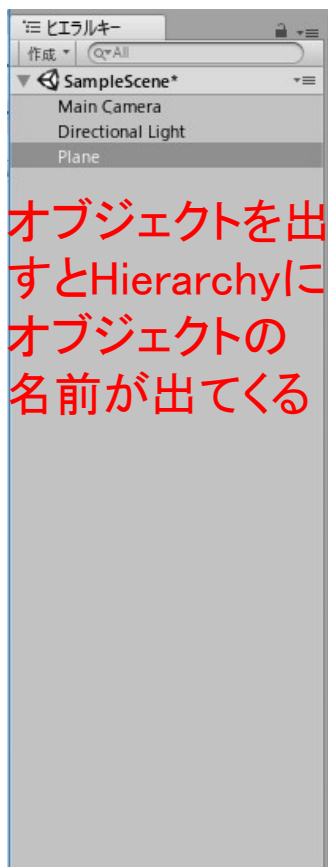 ヒエラルキー
作成 All
SampleScene*
Main Camera
Directional Light
Plane
オブジェクトを出
すとHierarchyに
オブジェクトの
名前が出てくる